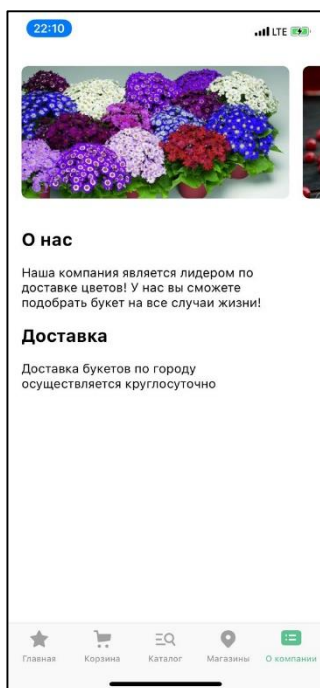 22:10
LTE
О нас
Наша компания является лидером по
доставке цветов! У нас вы сможете
подобрать букет на все случаи жизни!
Доставка
Доставка букетов по городу
осуществляется круглосуточно
Главная Корзина Каталог Магазины О компании